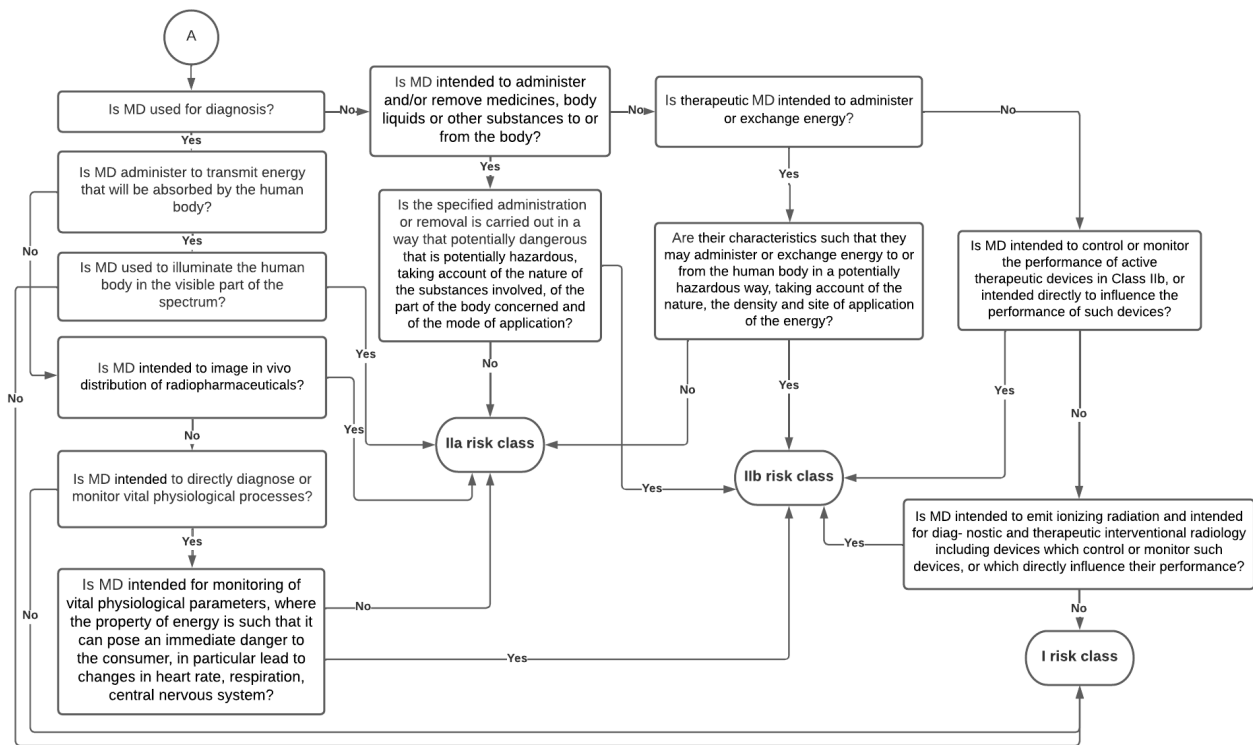 A
Is MD used for diagnosis?
No
Is MD intended to administer
and/or remove medicines, body
liquids or other substances to or
from the body?
No
Is therapeutic MD intended to administer
or exchange energy?
No
Yes
Is MD administer to transmit energy
that will be absorbed by the human
body?
Yes
Yes
No
Yes
Is MD used to illuminate the human
body in the visible part of the
spectrum?
Is the specified administration
or removal is carried out in a
way that potentially dangerous
that is potentially hazardous,
taking account of the nature of
the substances involved, of the
part of the body concerned and
of the mode of application?
Are their characteristics such that they
may administer or exchange energy to or
from the human body in a potentially
hazardous way, taking account of the
nature, the density and site of application
of the energy?
Is MD intended to control or monitor
the performance of active
therapeutic devices in Class IIb, or
intended directly to influence the
performance of such devices?
Yes
No
No
Yes
Yes
No
No
Is MD intended to image in vivo
distribution of radiopharmaceuticals?
Yes
No
IIa risk class
IIb risk class
Is MD intended to directly diagnose or
monitor vital physiological processes?
Yes
Yes
Is MD intended to emit ionizing radiation and intended
for diag- nostic and therapeutic interventional radiology
including devices which control or monitor such
devices, or which directly influence their performance?
Yes
Is MD intended for monitoring of
vital physiological parameters, where
the property of energy is such that it
can pose an immediate danger to
the consumer, in particular lead to
changes in heart rate, respiration,
central nervous system?
No
No
Yes
No
I risk class